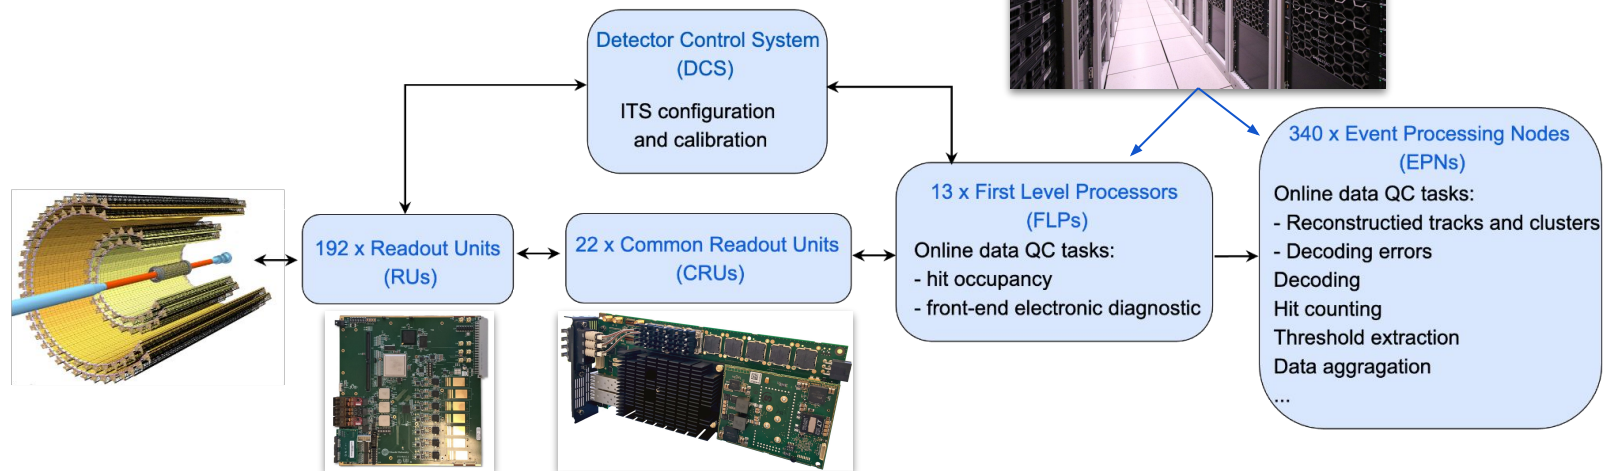 Detector Control System
(DCS)
ITS configuration
and calibration
192 x Readout Units
(RUs)
22 x Common Readout Units
(CRUs)
13 x First Level Processors
(FLPs)
Online data QC tasks:
- hit occupancy
- front-end electronic diagnostic
340 x Event Processing Nodes
(EPNs)
Online data QC tasks:
- Reconstructied tracks and clusters
- Decoding errors
Decoding
Hit counting
Threshold extraction
Data aggragation
...